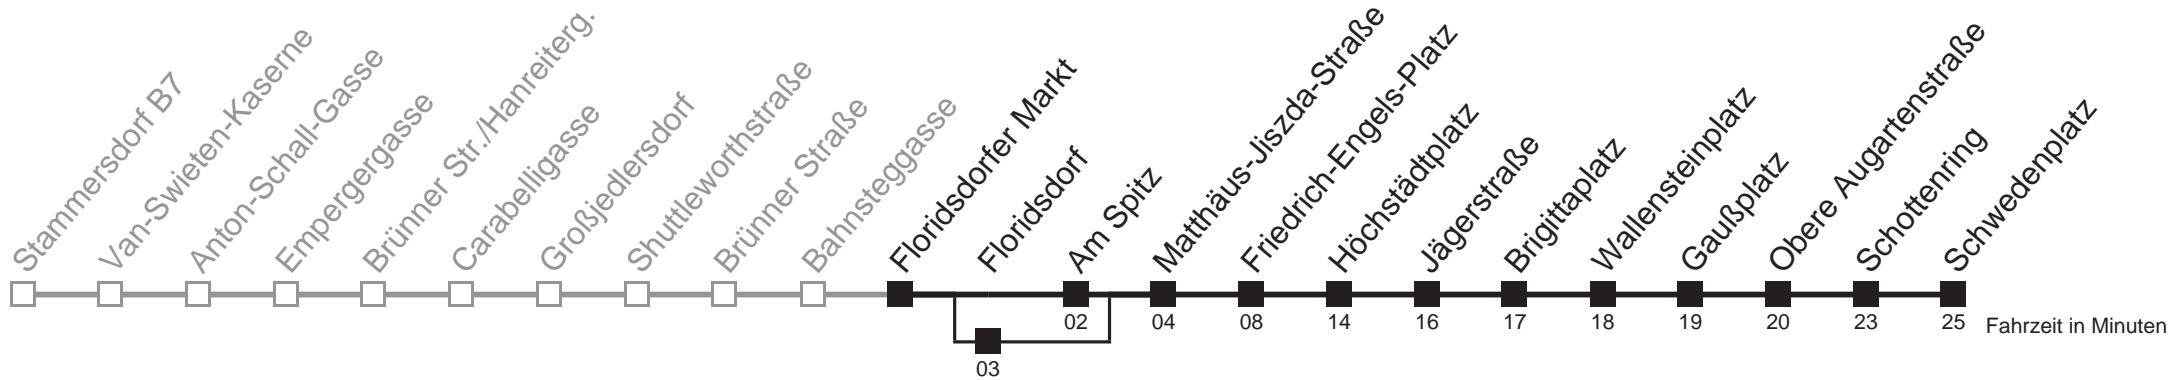 Stammersdorf B7
Van-Swieten-Kaserne
Anton-Schall-Gasse
Empergergasse
Brünner Str./Hanreiterg.
Carabelligasse
Großjedlersdorf
Shuttleworthstraße
Brünner Straße
Bahnsteggasse
Floridsdorfer Markt
Floridsdorf
Am Spitz
Matthäus-Jiszda-Straße
Friedrich-Engels-Platz
Höchstädtplatz
Jägerstraße
Brigittaplatz
Wallensteinplatz
Gaußplatz
Obere Augartenstraße
Schottenring
Schwedenplatz
02 04 08 14 16 17 18 19 20 23 25 Fahrzeit in Minuten
03